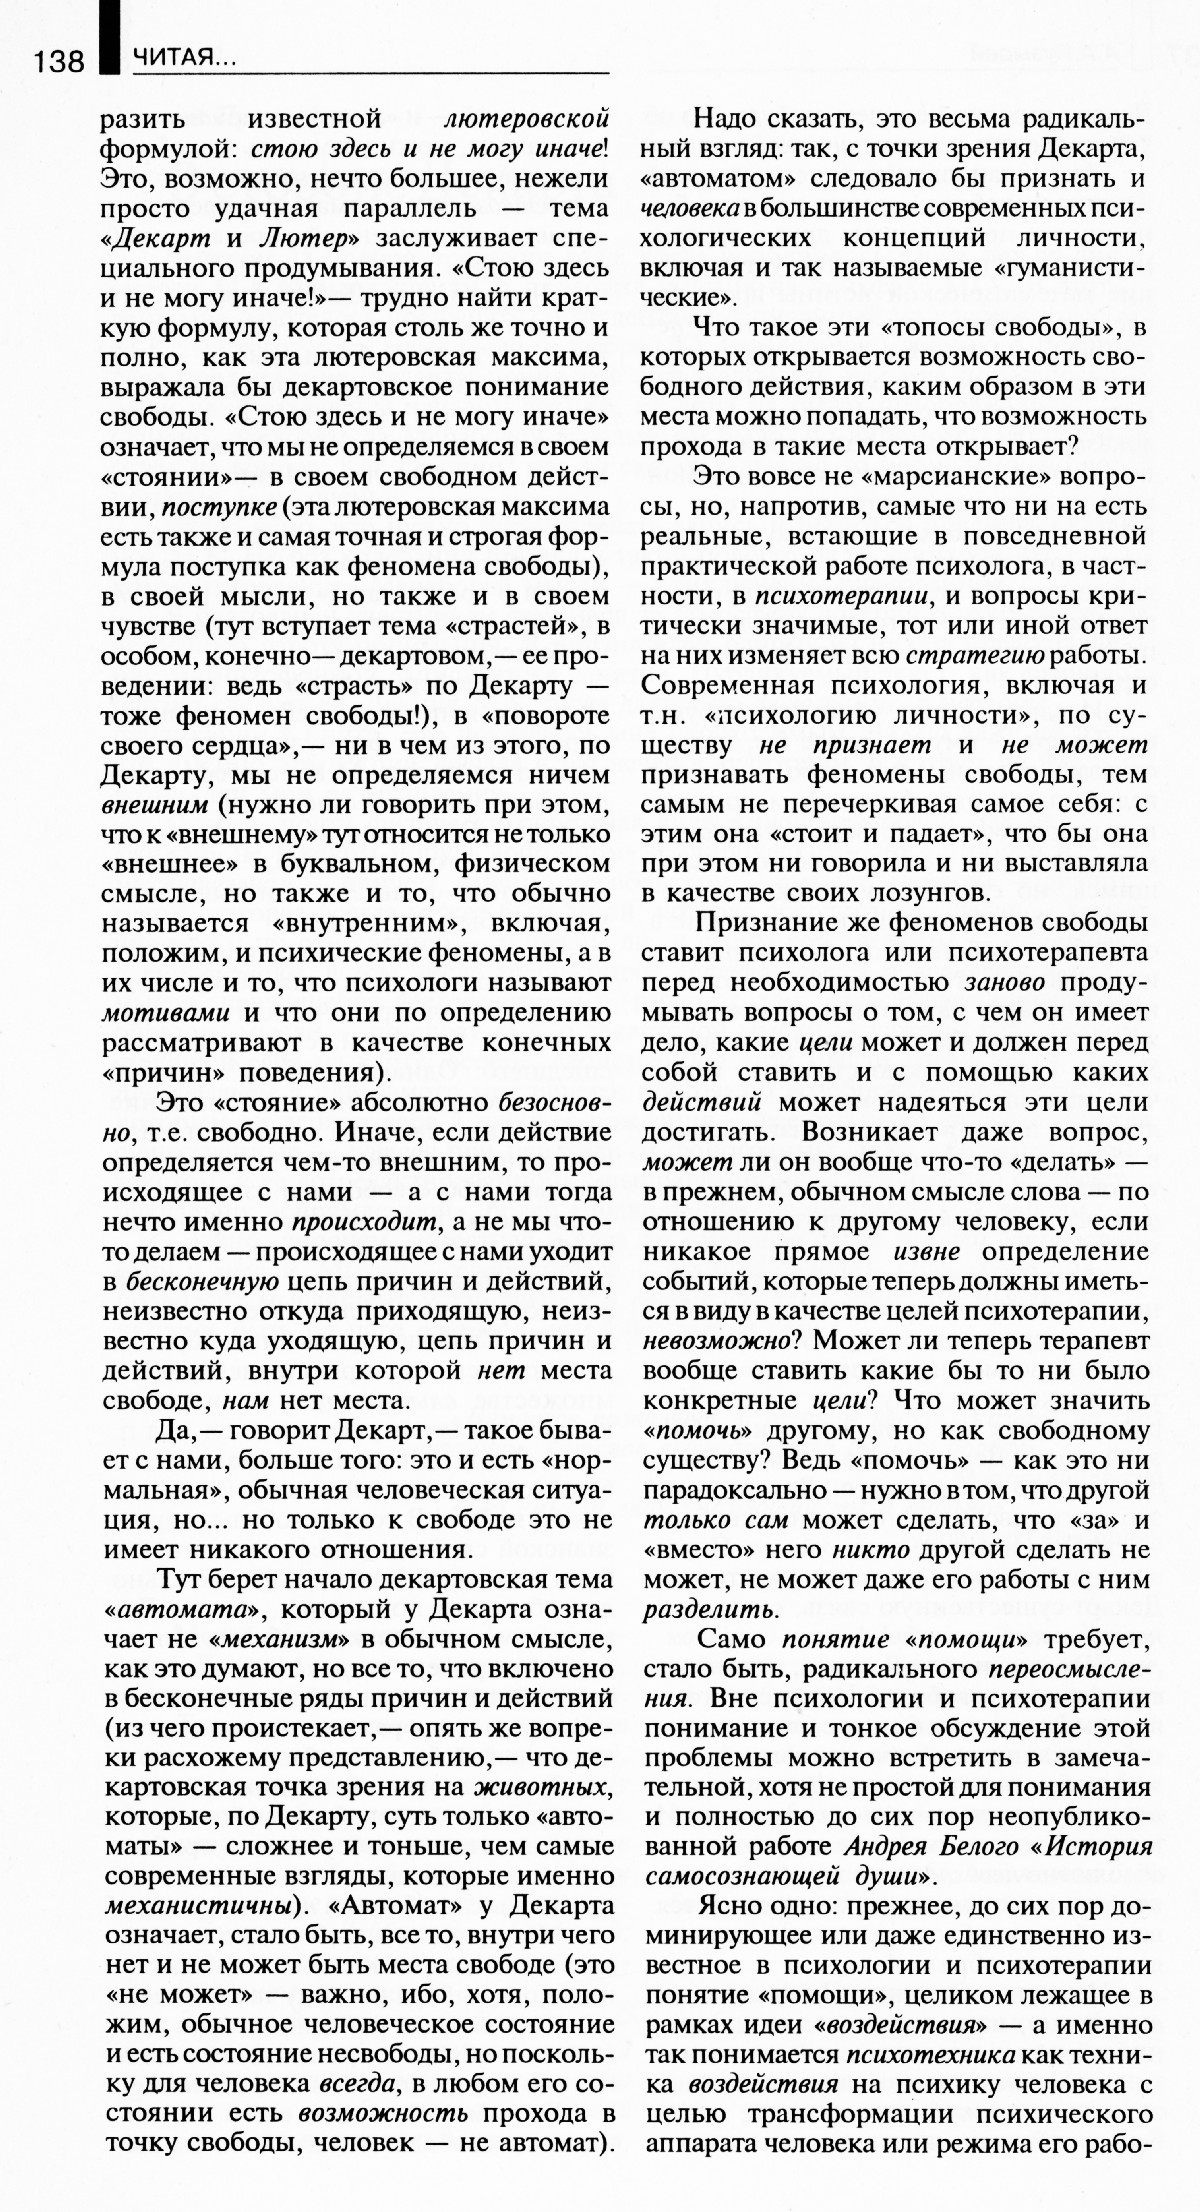 138
ЧИТАЯ...
разить известной лютеровской
формулой: стою здесь и не могу иначе!
Это, возможно, нечто большее, нежели
просто удачная параллель — тема
«Декарт и Лютер» заслуживает спе-
циального продумывания. «Стою здесь
и не могу иначе!»— трудно найти крат-
кую формулу, которая столь же точно и
полно, как эта лютеровская максима,
выражала бы декартовское понимание
свободы. «Стою здесь и не могу иначе»
означает, что мы не определяемся в своем
«стоянии»— в своем свободном дейст-
вии, поступке (эта лютеровская максима
есть также и самая точная и строгая фор-
мула поступка как феномена свободы),
в своей мысли, но также и в своем
чувстве (тут вступает тема «страстей», в
особом, конечно— декартовом,— ее про-
ведении: ведь «страсть» по Декарту —
тоже феномен свободы!), в «повороте
своего сердца»,— ни в чем из этого, по
Декарту, мы не определяемся ничем
внешним (нужно ли говорить при этом,
что к «внешнему» тут относится не только
«внешнее» в буквальном, физическом
смысле, но также и то, что обычно
называется «внутренним», включая,
положим, и психические феномены, а в
их числе и то, что психологи называют
мотивами и что они по определению
рассматривают в качестве конечных
«причин» поведения).
Это «стояние» абсолютно безоснов-
но, т.е. свободно. Иначе, если действие
определяется чем-то внешним, то про-
исходящее с нами — а с нами тогда
нечто именно происходит, а не мы что-
то делаем — происходящее с нами уходит
в бесконечную цепь причин и действий,
неизвестно откуда приходящую, неиз-
вестно куда уходящую, цепь причин и
действий, внутри которой нет места
свободе, нам нет места.
Да,— говорит Декарт,— такое быва-
ет с нами, больше того: это и есть «нор-
мальная», обычная человеческая ситуа-
ция, но... но только к свободе это не
имеет никакого отношения.
Тут берет начало декартовская тема
«автомата», который у Декарта озна-
чает не «механизм» в обычном смысле,
как это думают, но все то, что включено
в бесконечные ряды причин и действий
(из чего проистекает,— опять же вопре-
ки расхожему представлению,— что де-
картовская точка зрения на животных,
которые, по Декарту, суть только «авто-
маты» — сложнее и тоньше, чем самые
современные взгляды, которые именно
механистичны). «Автомат» у Декарта
означает, стало быть, все то, внутри чего
нет и не может быть места свободе (это
«не может» — важно, ибо, хотя, поло-
жим, обычное человеческое состояние
и есть состояние несвободы, но посколь-
ку для человека всегда, в любом его со-
стоянии есть возможность прохода в
точку свободы, человек — не автомат).
Надо сказать, это весьма радикаль-
ный взгляд: так, с точки зрения Декарта,
«автоматом» следовало бы признать и
человека в большинстве современных пси-
хологических концепций личности,
включая и так называемые «гуманисти-
ческие».
Что такое эти «топосы свободы», в
которых открывается возможность сво-
бодного действия, каким образом в эти
места можно попадать, что возможность
прохода в такие места открывает?
Это вовсе не «марсианские» вопро-
сы, но, напротив, самые что ни на есть
реальные, встающие в повседневной
практической работе психолога, в част-
ности, в психотерапии, и вопросы кри-
тически значимые, тот или иной ответ
на них изменяет всю стратегию работы.
Современная психология, включая и
т.н. «психологию личности», по су-
ществу не признает и не может
признавать феномены свободы, тем
самым не перечеркивая самое себя: с
этим она «стоит и падает», что бы она
при этом ни говорила и ни выставляла
в качестве своих лозунгов.
Признание же феноменов свободы
ставит психолога или психотерапевта
перед необходимостью заново проду-
мывать вопросы о том, с чем он имеет
дело, какие цели может и должен перед
собой ставить и с помощью каких
действий может надеяться эти цели
достигать. Возникает даже вопрос,
может ли он вообще что-то «делать» —
в прежнем, обычном смысле слова — по
отношению к другому человеку, если
никакое прямое извне определение
событий, которые теперь должны иметь-
ся в виду в качестве целей психотерапии,
невозможно? Может ли теперь терапевт
вообще ставить какие бы то ни было
конкретные цели? Что может значить
«помочь» другому, но как свободному
существу? Ведь «помочь» — как это ни
парадоксально — нужно в том, что другой
только сам может сделать, что «за» и
«вместо» него никто другой сделать не
может, не может даже его работы с ним
разделить.
Само понятие «помощи» требует,
стало быть, радикального переосмысле-
ния. Вне психологии и психотерапии
понимание и тонкое обсуждение этой
проблемы можно встретить в замеча-
тельной, хотя не простой для понимания
и полностью до сих пор неопублико-
ванной работе Андрея Белого «История
самосознающей души».
Ясно одно: прежнее, до сих пор до-
минирующее или даже единственно из-
вестное в психологии и психотерапии
понятие «помощи», целиком лежащее в
рамках идеи «воздействия» — а именно
так понимается психотехника как техни-
ка воздействия на психику человека с
целью трансформации психического
аппарата человека или режима его рабо-